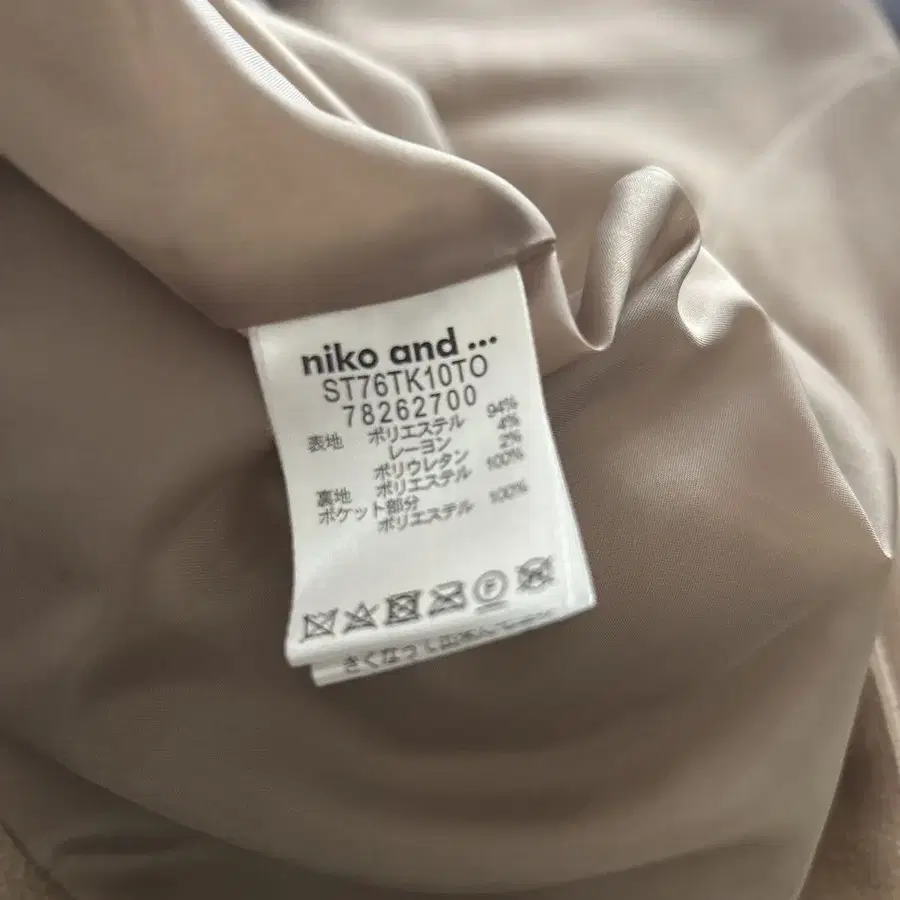 niko and ...
ST76TK10TO
78262700
表地 ポリエステル 94%
レーヨン 4%
ポリウレタン 2%
裏地 ポリエステル 100%
ポケット部分
ポリエステル 100%